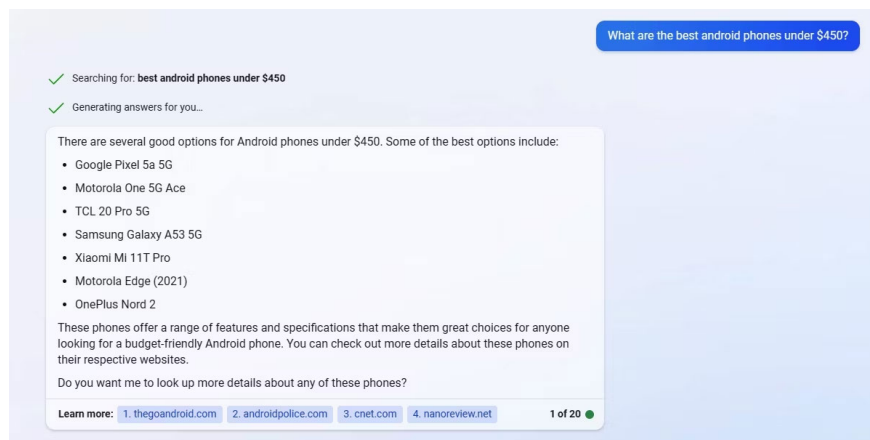 What are the best android phones under $450?
Searching for: best android phones under $450
Generating answers for you...
There are several good options for Android phones under $450. Some of the best options include:
• Google Pixel 5a 5G
• Motorola One 5G Ace
• TCL 20 Pro 5G
• Samsung Galaxy A53 5G
• Xiaomi Mi 11T Pro
• Motorola Edge (2021)
• OnePlus Nord 2
These phones offer a range of features and specifications that make them great choices for anyone
looking for a budget-friendly Android phone. You can check out more details about these phones on
their respective websites.
Do you want me to look up more details about any of these phones?
Learn more: 1. thegoandroid.com 2. androidpolice.com 3. cnet.com 4. nanoreview.net 1 of 20